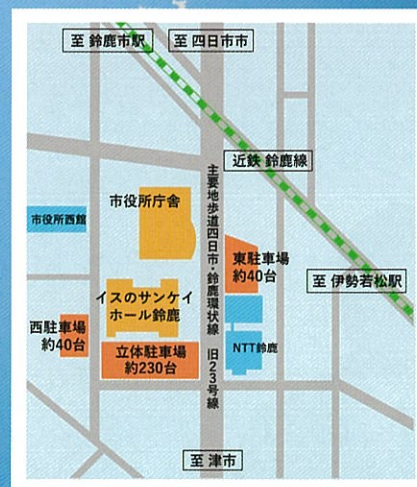 至 鈴鹿市駅
至 四日市市
近鉄 鈴鹿線
市役所庁舎
市役所西館
主要地歩道四日市・鈴鹿環状線 旧23号線
東駐車場
約40台
至 伊勢若松駅
イスのサンケイ
ホール鈴鹿
西駐車場
約40台
NTT鈴鹿
立体駐車場
約230台
至 津市